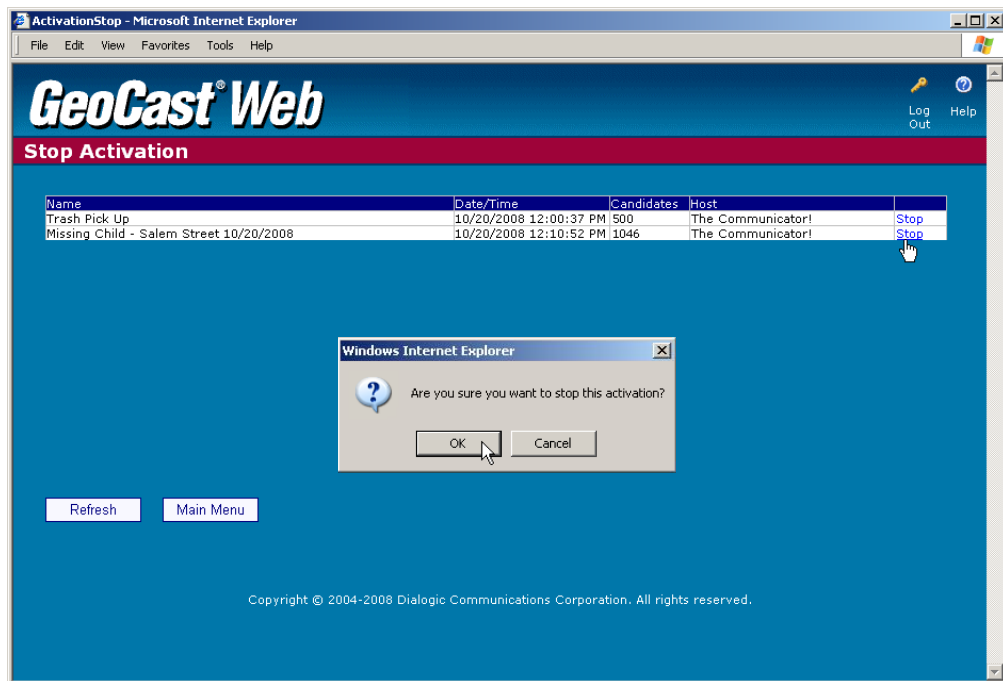 ActivationStop - Microsoft Internet Explorer
File Edit View Favorites Tools Help
GeoCast® Web
Log Out
Help
Stop Activation
Name Date/Time Candidates Host
Trash Pick Up 10/20/2008 12:00:37 PM 500 The Communicator! Stop
Missing Child - Salem Street 10/20/2008 10/20/2008 12:10:52 PM 1046 The Communicator! Stop
Windows Internet Explorer
Are you sure you want to stop this activation?
OK Cancel
Refresh Main Menu
Copyright © 2004-2008 Dialogic Communications Corporation. All rights reserved.